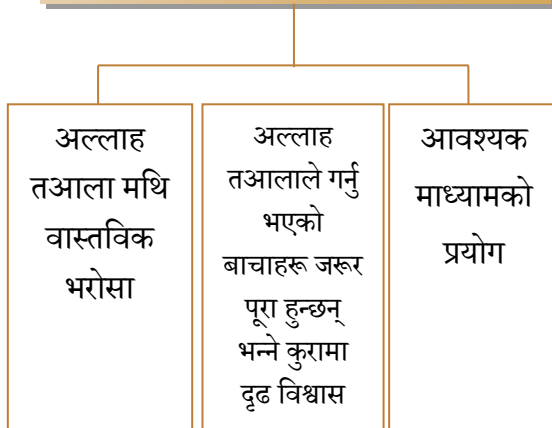 अल्लाह
तआला मथि
वास्तविक
भरोसा
अल्लाह
तआलाले गर्नु
भएको
बाचाहरू जरूर
पूरा हुन्छन्
भन्ने कुरामा
दृढ विश्वास
आवश्यक
माध्यामको
प्रयोग